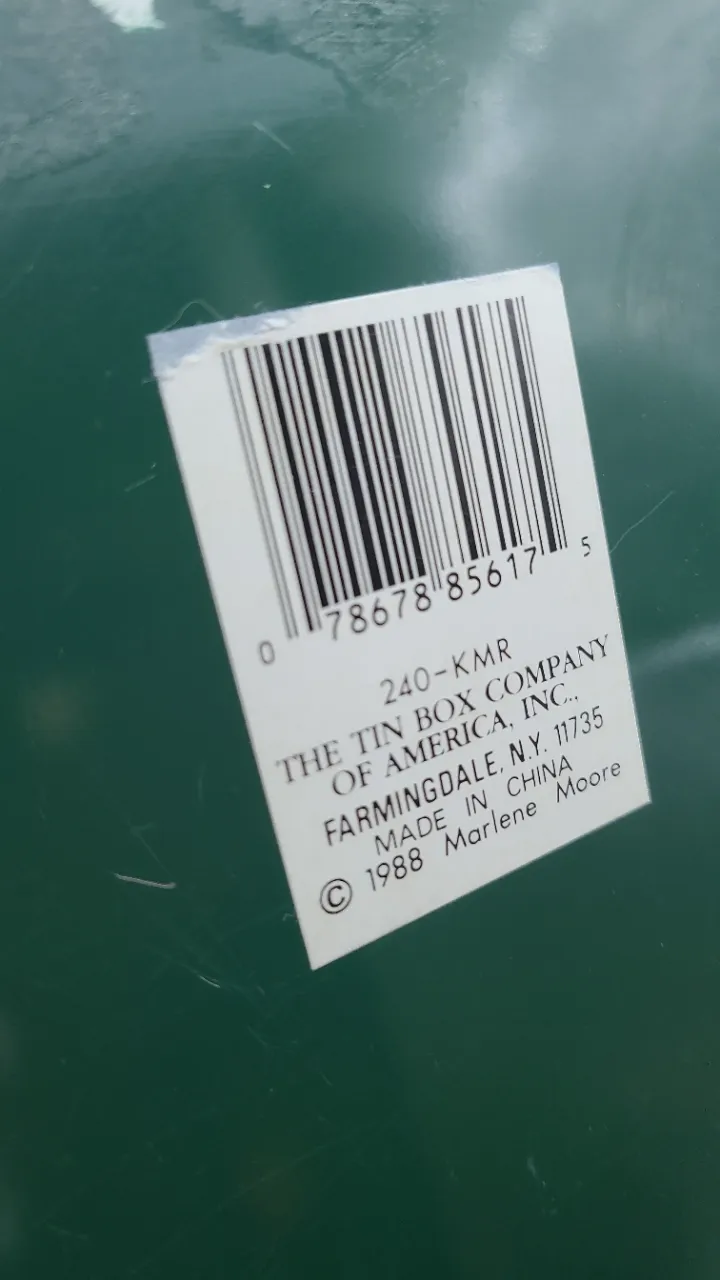 0 78678 85617 5
240-KMR
THE TIN BOX COMPANY
OF AMERICA, INC.,
FARMINGDALE, N.Y. 11735
MADE IN CHINA
© 1988 Marlene Moore